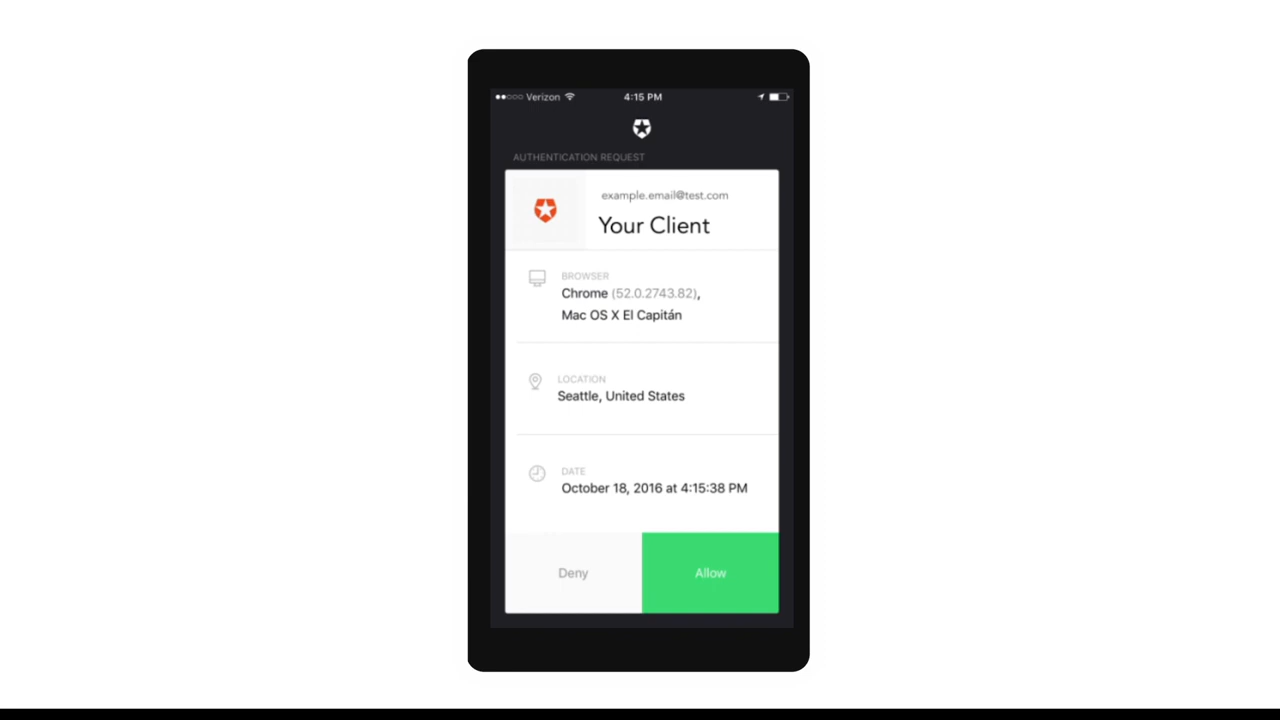 Verizon 4:15 PM
AUTHENTICATION REQUEST
example.email@test.com
Your Client
BROWSER
Chrome (52.0.2743.82),
Mac OS X El Capitán
LOCATION
Seattle, United States
DATE
October 18, 2016 at 4:15:38 PM
Deny Allow